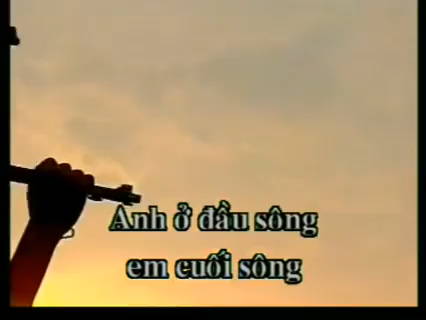 Anh ở đầu sông
em cuối sông